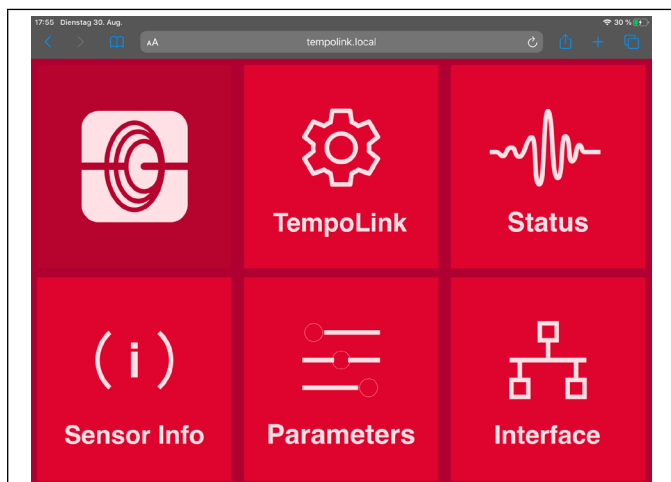 17:55 Dienstag 30. Aug. 30 %
AA tempolink.local
TempoLink
Status
( i )
Sensor Info
Parameters
Interface